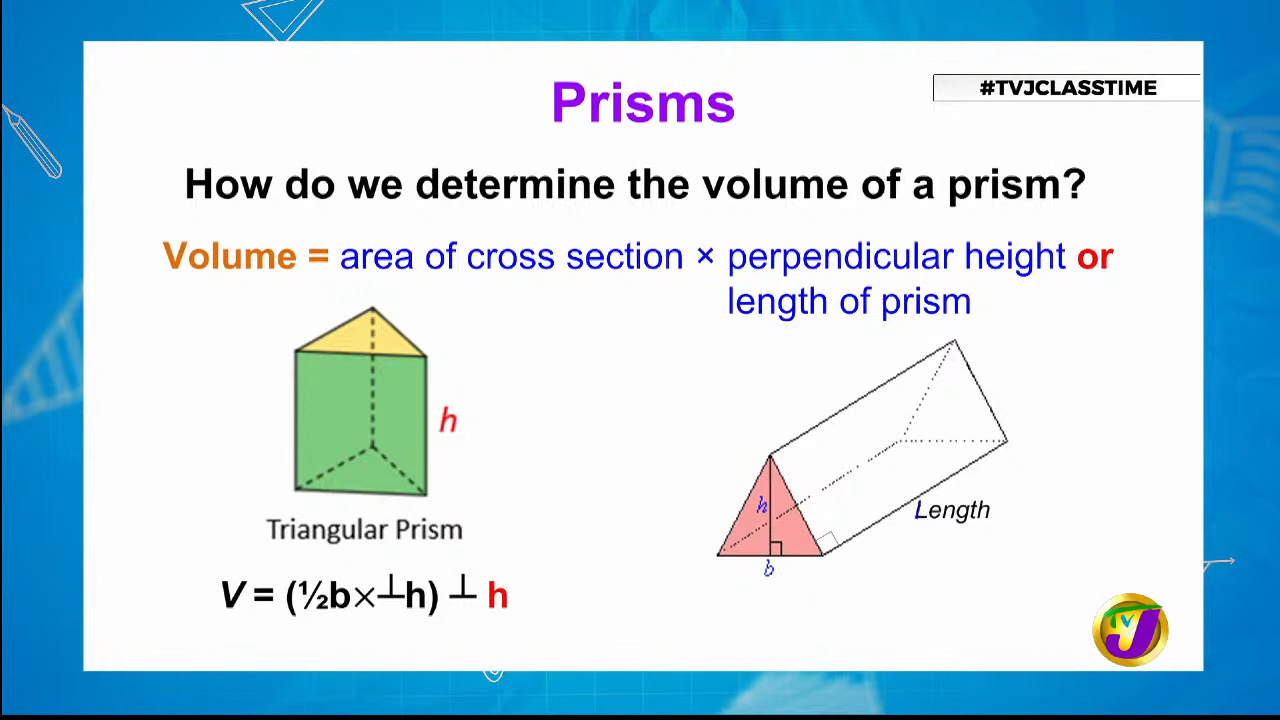 Prisms
#TVJCLASSTIME
How do we determine the volume of a prism?
Volume = area of cross section × perpendicular height or
length of prism
h
h
Length
b
Triangular Prism
V = (½b×┴h) ┴ h
TVJ